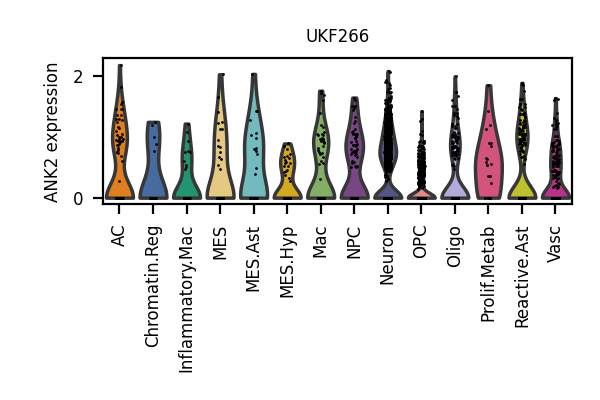 UKF266
ANK2 expression
2
0
AC
Chromatin.Reg
Inflammatory.Mac
MES
MES.Ast
MES.Hyp
Mac
NPC
Neuron
OPC
Oligo
Prolif.Metab
Reactive.Ast
Vasc